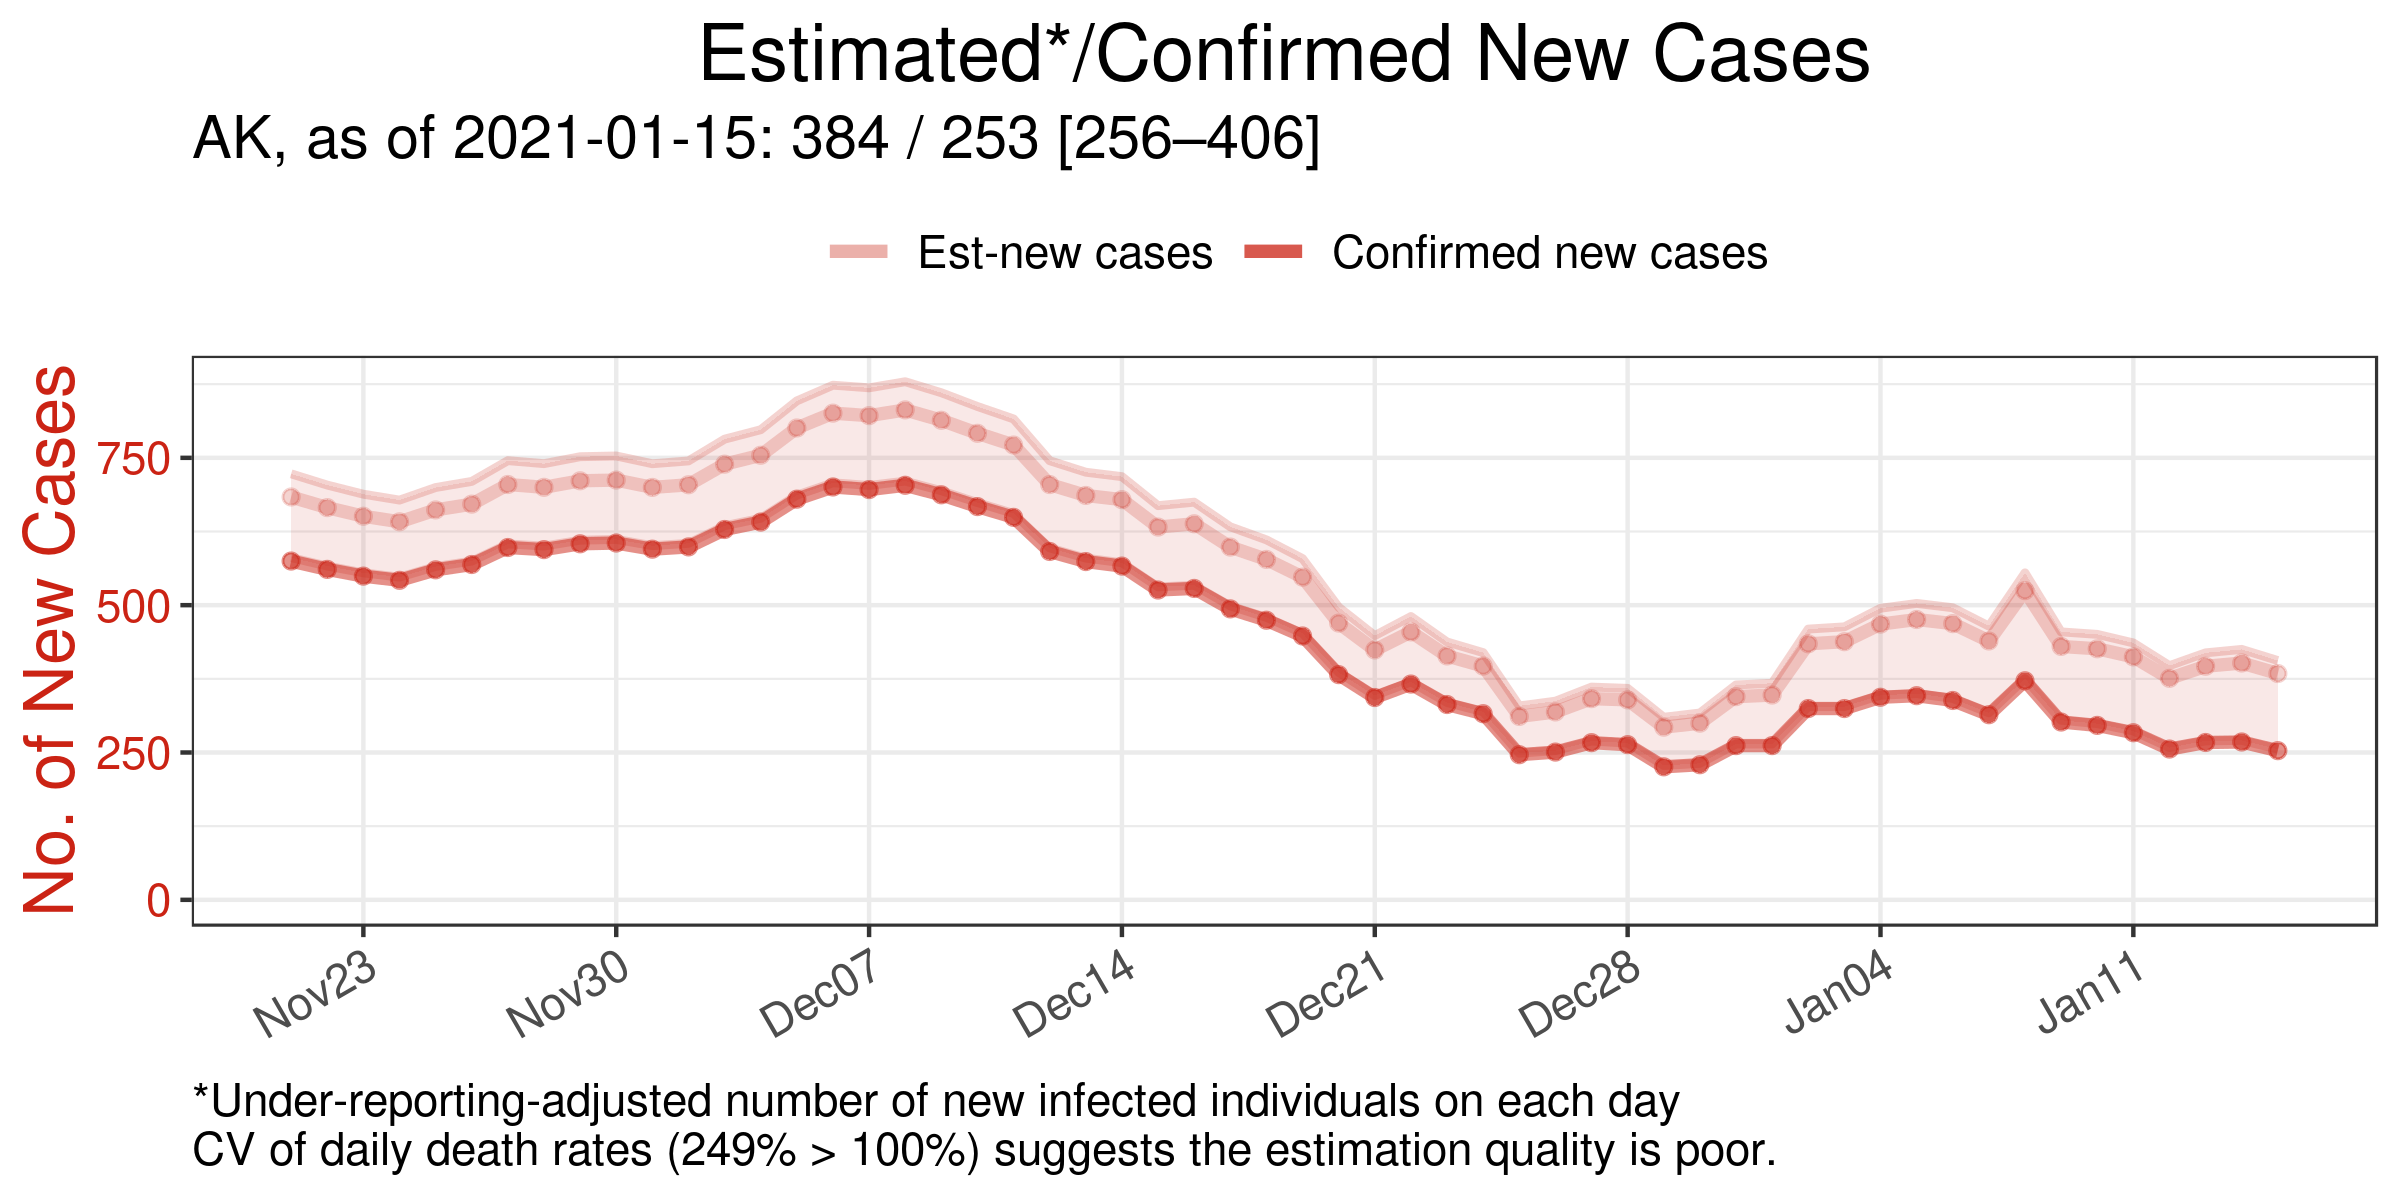 Estimated*/Confirmed New Cases
AK, as of 2021-01-15: 384 / 253 [256–406]
Est-new cases
Confirmed new cases
No. of New Cases
750
500
250
0
Nov23
Nov30
Dec07
Dec14
Dec21
Dec28
Jan04
Jan11
*Under-reporting-adjusted number of new infected individuals on each day
CV of daily death rates (249% > 100%) suggests the estimation quality is poor.